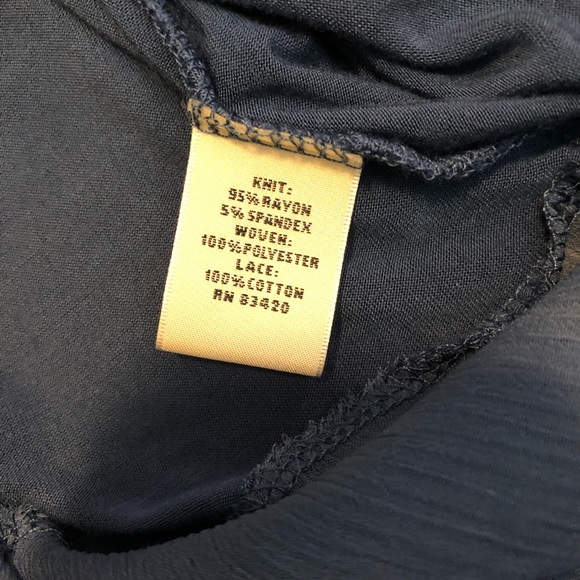 KNIT:
95% RAYON
5% SPANDEX
WOVEN:
100% POLYESTER
LACE:
100% COTTON
RN 83420